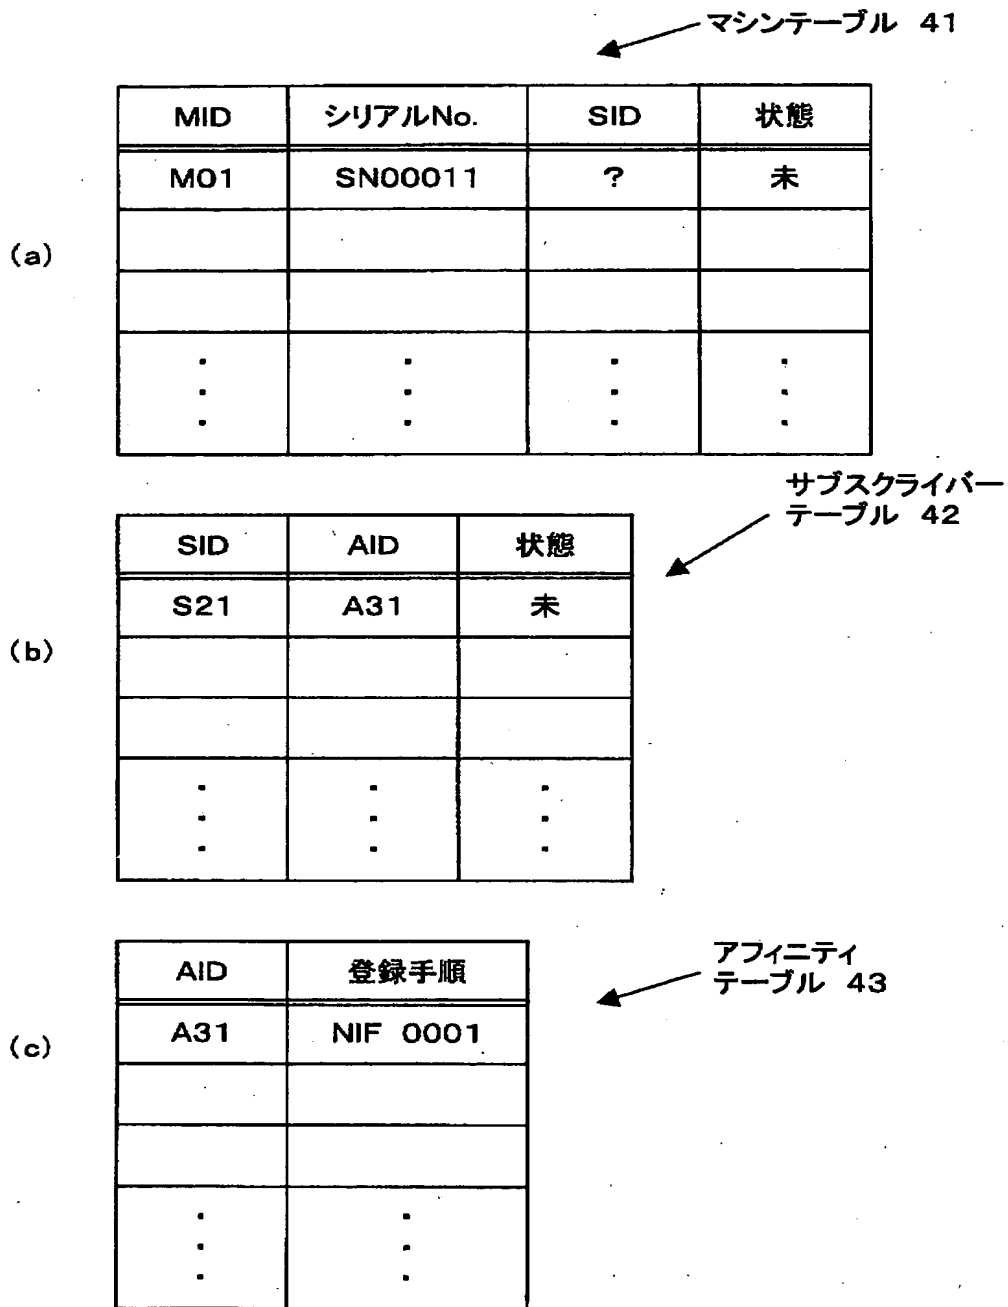 マシンテーブル 41
MID シリアルNo. SID 状態
M01 SN00011 ? 未
(a)
サブスクライバー
テーブル 42
SID AID 状態
S21 A31 未
(b)
アフィニティ
テーブル 43
AID 登録手順
A31 NIF 0001
(c)